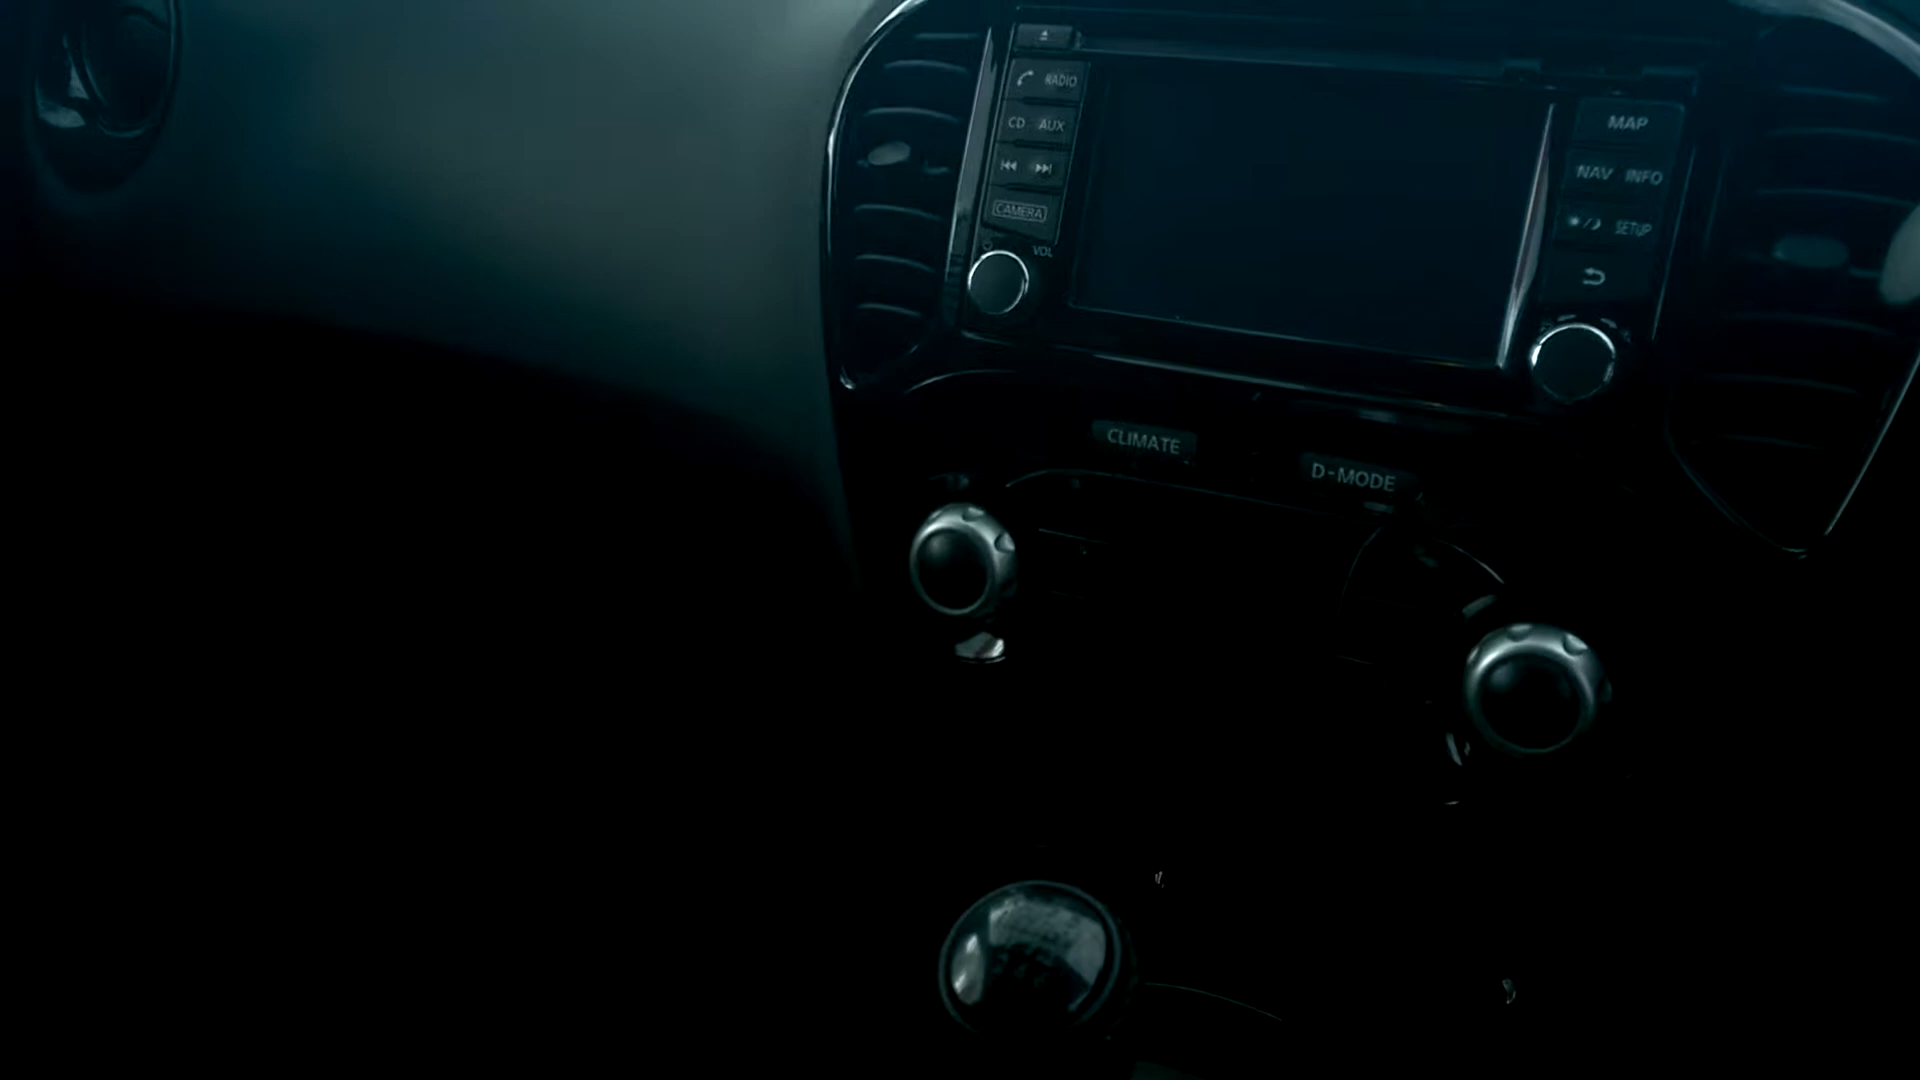 RADIO
CD AUX
CAMERA
VOL
MAP
NAV INFO
SETUP
CLIMATE
D-MODE